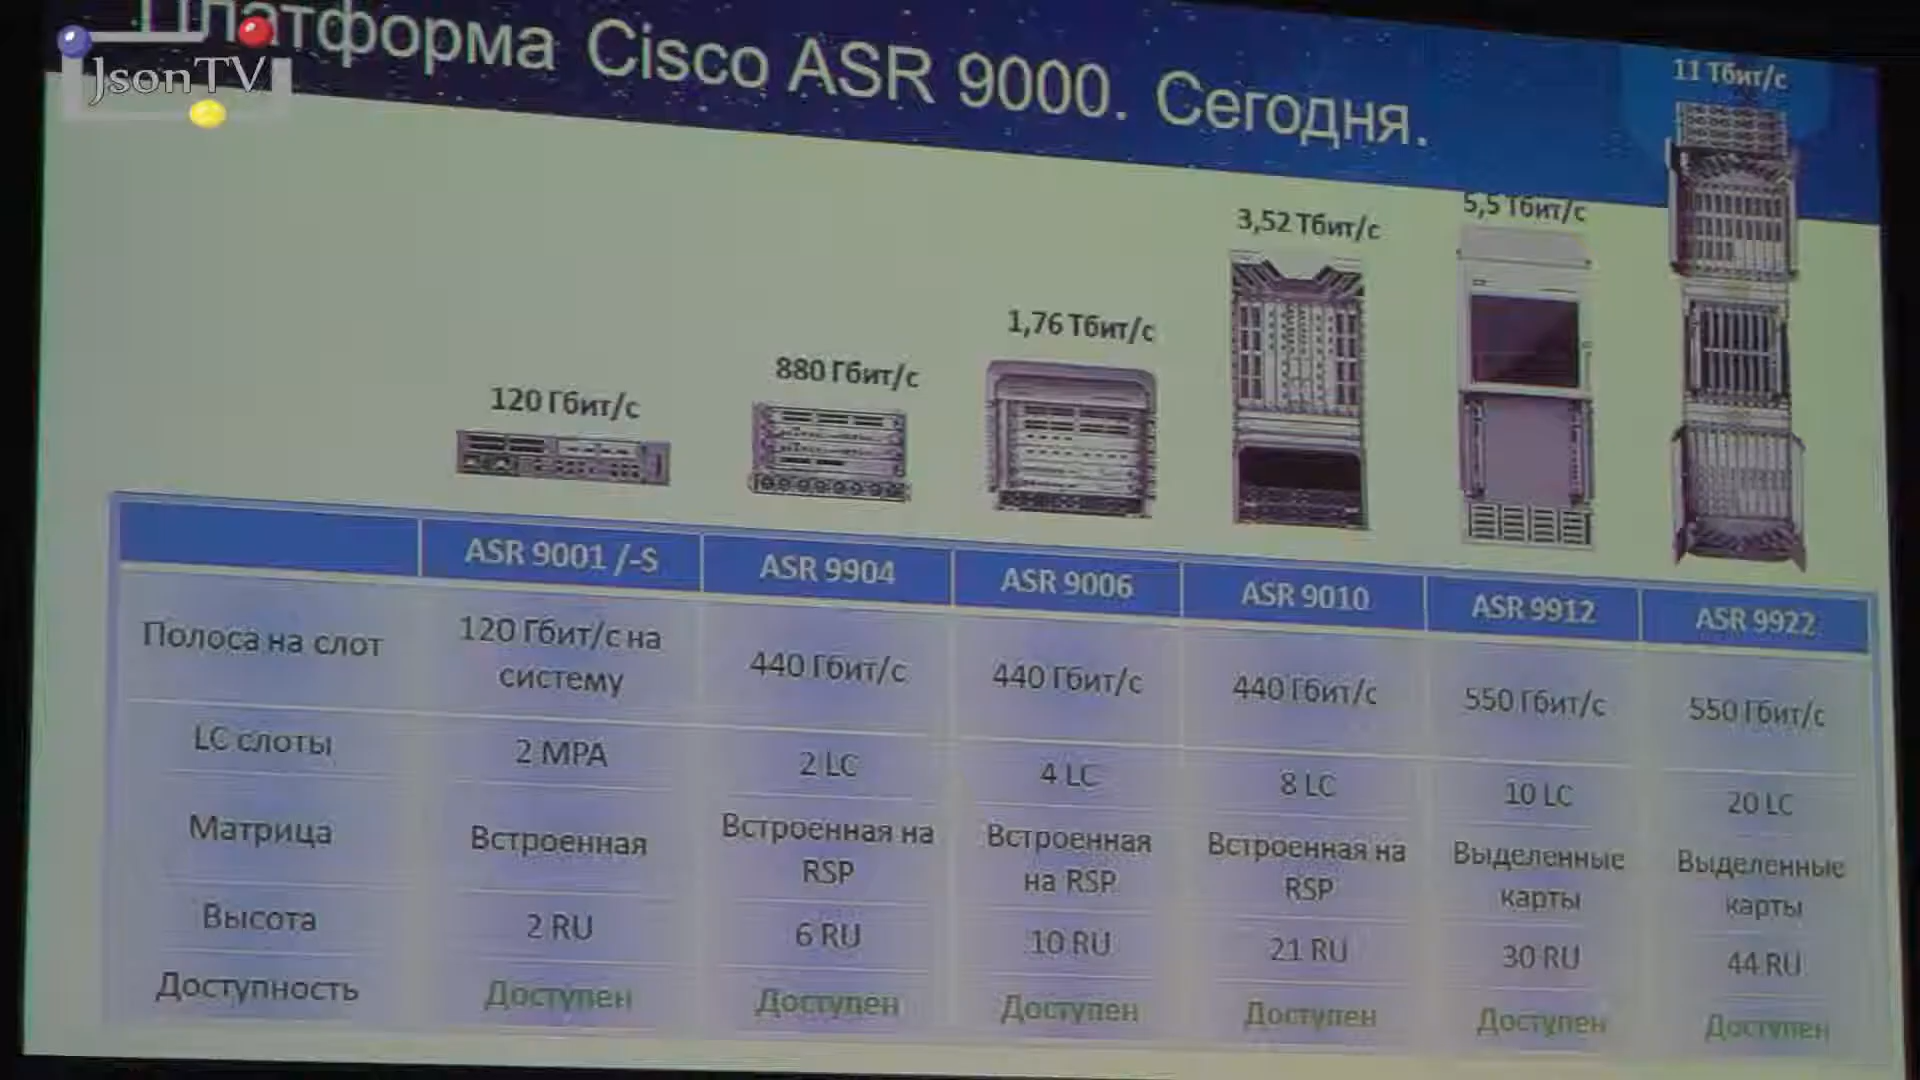 Платформа Cisco ASR 9000. Сегодня.
JsonTV
11 Тбит/с
5,5 Тбит/с
3,52 Тбит/с
1,76 Тбит/с
880 Гбит/с
120 Гбит/с
ASR 9001 /-S ASR 9904 ASR 9006 ASR 9010 ASR 9912 ASR 9922
Полоса на слот 120 Гбит/с на систему 440 Гбит/с 440 Гбит/с 440 Гбит/с 550 Гбит/с 550 Гбит/с
LC слоты 2 MPA 2 LC 4 LC 8 LC 10 LC 20 LC
Матрица Встроенная Встроенная на RSP Встроенная на RSP Встроенная на RSP Выделенные карты Выделенные карты
Высота 2 RU 6 RU 10 RU 21 RU 30 RU 44 RU
Доступность Доступен Доступен Доступен Доступен Доступен Доступен